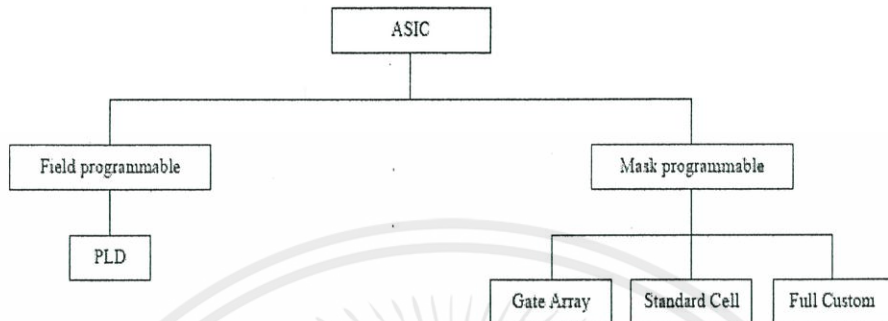 ASIC
Field programmable
Mask programmable
PLD
Gate Array
Standard Cell
Full Custom